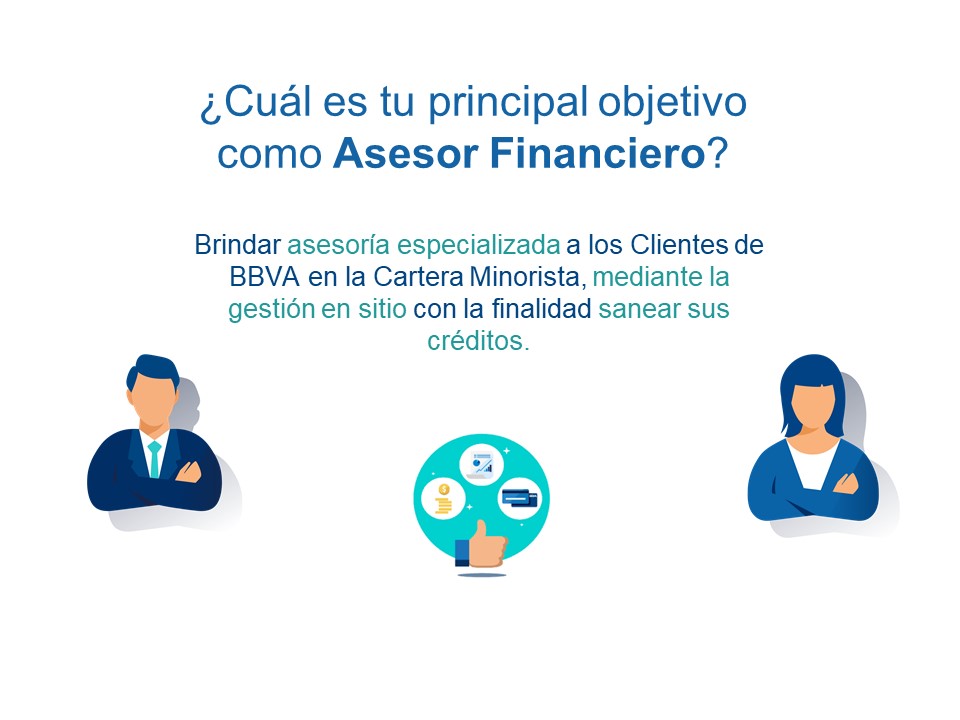 ¿Cuál es tu principal objetivo
como Asesor Financiero?
Brindar asesoría especializada a los Clientes de
BBVA en la Cartera Minorista, mediante la
gestión en sitio con la finalidad sanear sus
créditos.